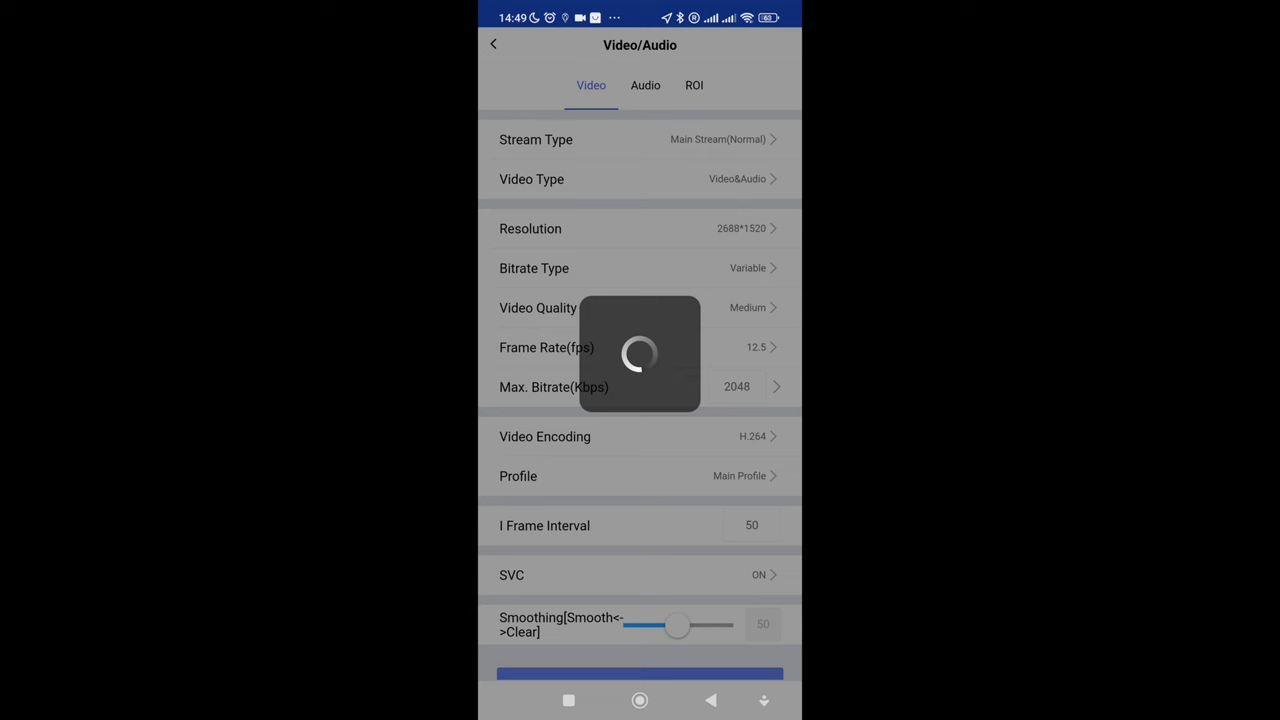 14:49 ... 63
Video/Audio
Video Audio ROI
Stream Type Main Stream(Normal)
Video Type Video&Audio
Resolution 2688*1520
Bitrate Type Variable
Video Quality Medium
Frame Rate(fps) 12.5
Max. Bitrate(Kbps) 2048
Video Encoding H.264
Profile Main Profile
I Frame Interval 50
SVC ON
Smoothing[Smooth<-
>Clear] 50